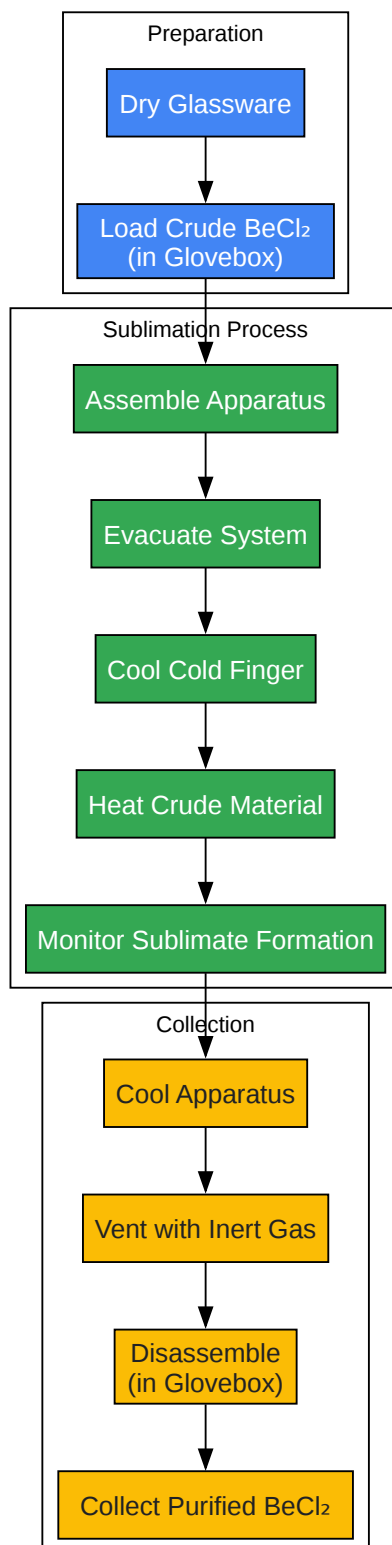 Preparation
Dry Glassware
Load Crude BeCl₂
(in Glovebox)
Sublimation Process
Assemble Apparatus
Evacuate System
Cool Cold Finger
Heat Crude Material
Monitor Sublimate Formation
Collection
Cool Apparatus
Vent with Inert Gas
Disassemble
(in Glovebox)
Collect Purified BeCl₂